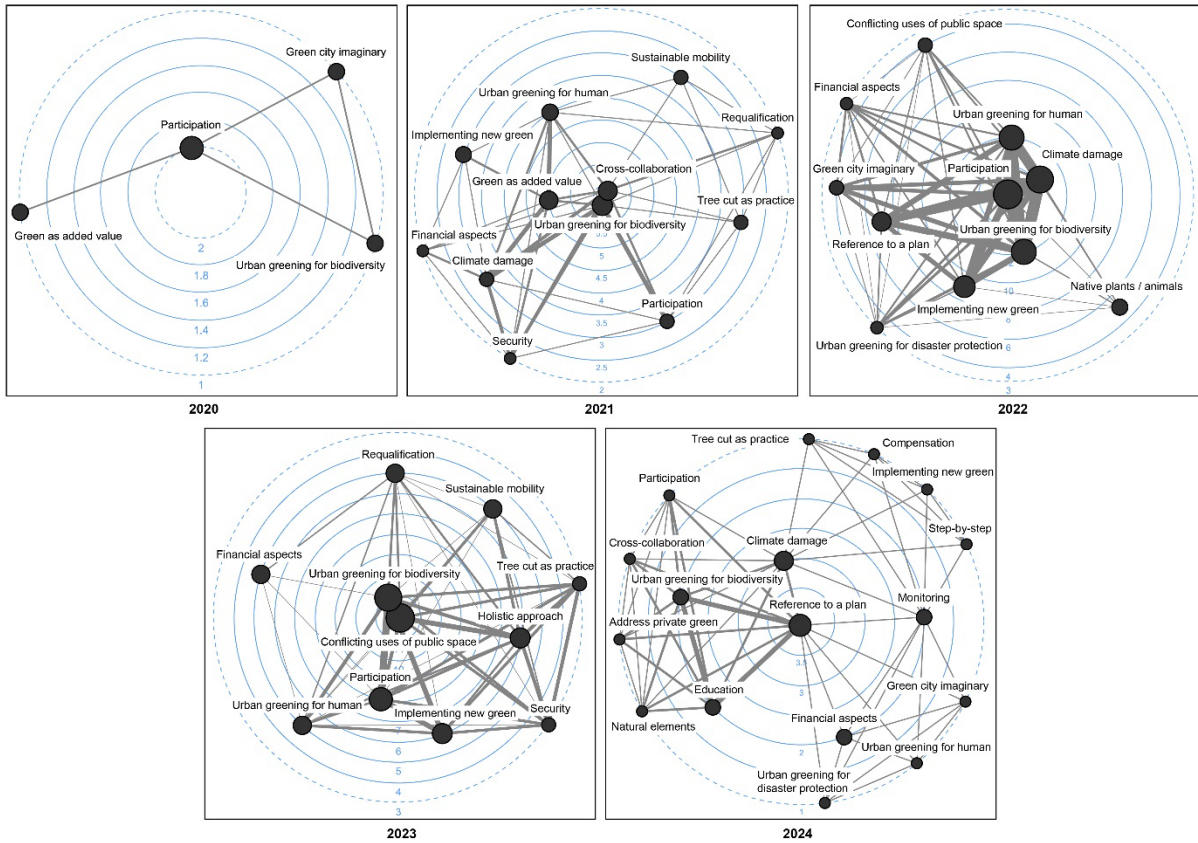 Green city imaginary
Participation
Green as added value
Urban greening for biodiversity
2
1.8
1.6
1.4
1.2
1
2020
Sustainable mobility
Urban greening for human
Requalification
Implementing new green
Cross-collaboration
Green as added value
Tree cut as practice
Urban greening for biodiversity
Financial aspects
Climate damage
Participation
Security
5.5
5
4.5
4
3.5
3
2.5
2
2021
Conflicting uses of public space
Financial aspects
Urban greening for human
Climate damage
Participation
Green city imaginary
Urban greening for biodiversity
Reference to a plan
Native plants / animals
Implementing new green
Urban greening for disaster protection
10
8
6
4
3
2022
Requalification
Sustainable mobility
Financial aspects
Urban greening for biodiversity
Tree cut as practice
Holistic approach
Conflicting uses of public space
Participation
Urban greening for human
Implementing new green
Security
7
6
5
4
3
2023
Tree cut as practice
Compensation
Participation
Implementing new green
Step-by-step
Cross-collaboration
Climate damage
Urban greening for biodiversity
Monitoring
Reference to a plan
Address private green
Education
Green city imaginary
Natural elements
Financial aspects
Urban greening for human
Urban greening for
disaster protection
3.5
3
2
1
2024